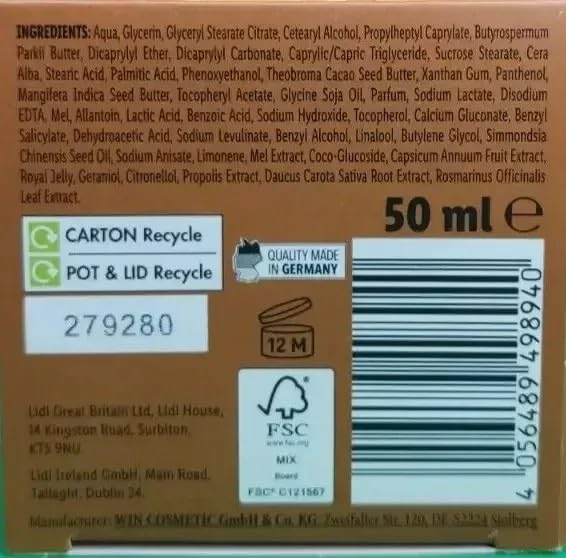 INGREDIENTS: Aqua, Glycerin, Glyceryl Stearate Citrate, Cetearyl Alcohol, Propylheptyl Caprylate, Butyrospermum
Parkii Butter, Dicaprylyl Ether, Dicaprylyl Carbonate, Caprylic/Capric Triglyceride, Sucrose Stearate, Cera
Alba, Stearic Acid, Palmitic Acid, Phenoxyethanol, Theobroma Cacao Seed Butter, Xanthan Gum, Panthenol,
Mangifera Indica Seed Butter, Tocopheryl Acetate, Glycine Soja Oil, Parfum, Sodium Lactate, Disodium
EDTA, Mel, Allantoin, Lactic Acid, Benzoic Acid, Sodium Hydroxide, Tocopherol, Calcium Gluconate, Benzyl
Salicylate, Dehydroacetic Acid, Sodium Levulinate, Benzyl Alcohol, Linalool, Butylene Glycol, Simmondsia
Chinensis Seed Oil, Sodium Anisate, Limonene, Mel Extract, Coco-Glucoside, Capsicum Annuum Fruit Extract,
Royal Jelly, Geraniol, Citronellol, Propolis Extract, Daucus Carota Sativa Root Extract, Rosmarinus Officinalis
Leaf Extract.
50 ml ℮
CARTON Recycle
POT & LID Recycle
QUALITY MADE
IN GERMANY
279280
12 M
Lidl Great Britain Ltd, Lidl House,
14 Kingston Road, Surbiton,
KT5 9NU
Lidl Ireland GmbH, Main Road,
Tallaght, Dublin 24.
FSC
www.fsc.org
MIX
Board
FSC® C121567
4 056489 498940
Manufacturer: WIN COSMETIC GmbH & Co. KG, Zweifaller Str. 120, DE-52224 Stolberg